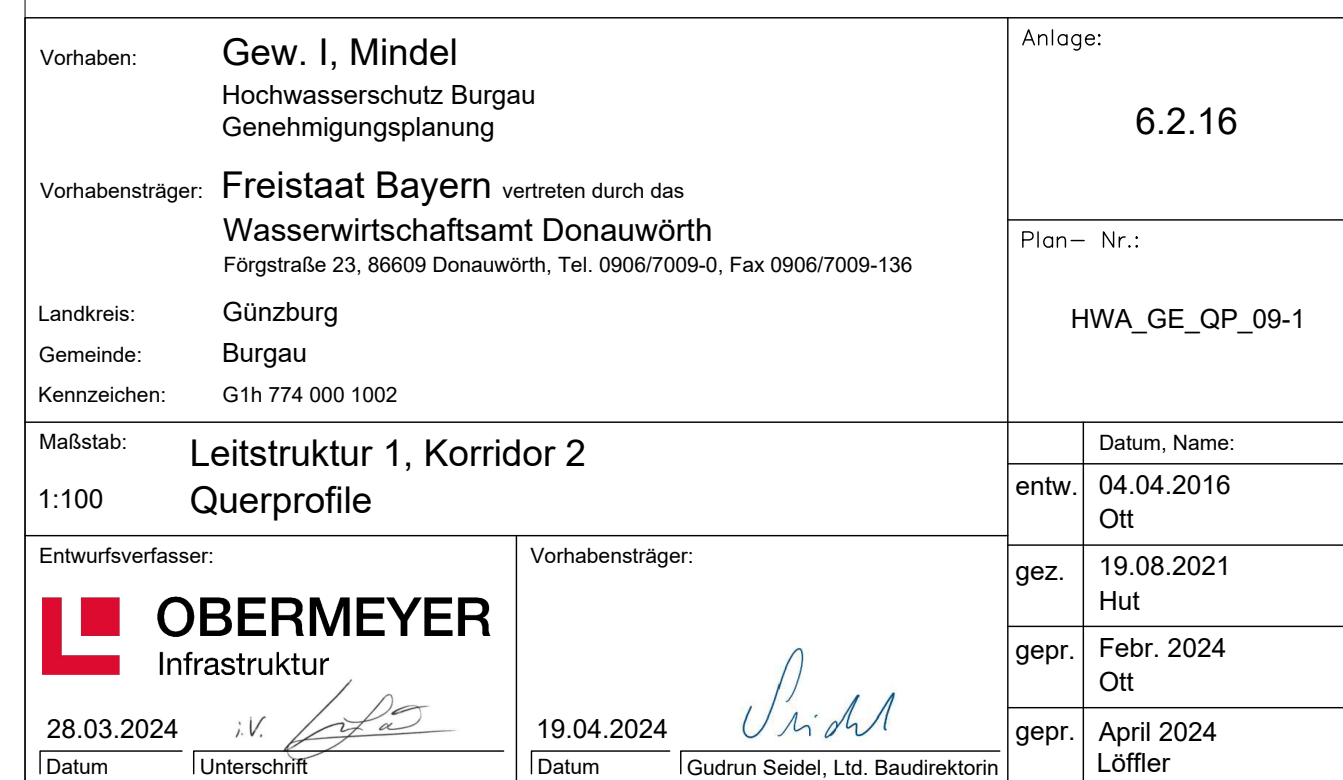 Vorhaben: Gew. I, Mindel
Hochwasserschutz Burgau
Genehmigungsplanung
Vorhabensträger: Freistaat Bayern vertreten durch das
Wasserwirtschaftsamt Donauwörth
Förgstraße 23, 86609 Donauwörth, Tel. 0906/7009-0, Fax 0906/7009-136
Landkreis: Günzburg
Gemeinde: Burgau
Kennzeichen: G1h 774 000 1002
Anlage:
6.2.16
Plan- Nr.:
HWA_GE_QP_09-1
Maßstab: Leitstruktur 1, Korridor 2
1:100 Querprofile
Datum, Name:
entw. 04.04.2016
Ott
gez. 19.08.2021
Hut
gepr. Febr. 2024
Ott
gepr. April 2024
Löffler
Entwurfsverfasser:
OBERMEYER
Infrastruktur
28.03.2024 i.V.
Datum Unterschrift
Vorhabensträger:
19.04.2024 Seidel
Datum Gudrun Seidel, Ltd. Baudirektorin